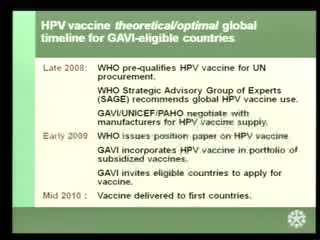 HPV vaccine theoretical/optimal global
timeline for GAVI-eligible countries
Late 2008: WHO pre-qualifies HPV vaccine for UN
procurement.
WHO Strategic Advisory Group of Experts
(SAGE) recommends global HPV vaccine use.
GAVI/UNICEF/PAHO negotiate with
manufacturers for HPV vaccine supply.
Early 2009 WHO issues position paper on HPV vaccine.
GAVI incorporates HPV vaccine in portfolio of
subsidized vaccines.
GAVI invites eligible countries to apply for
vaccine.
Mid 2010 : Vaccine delivered to first countries.